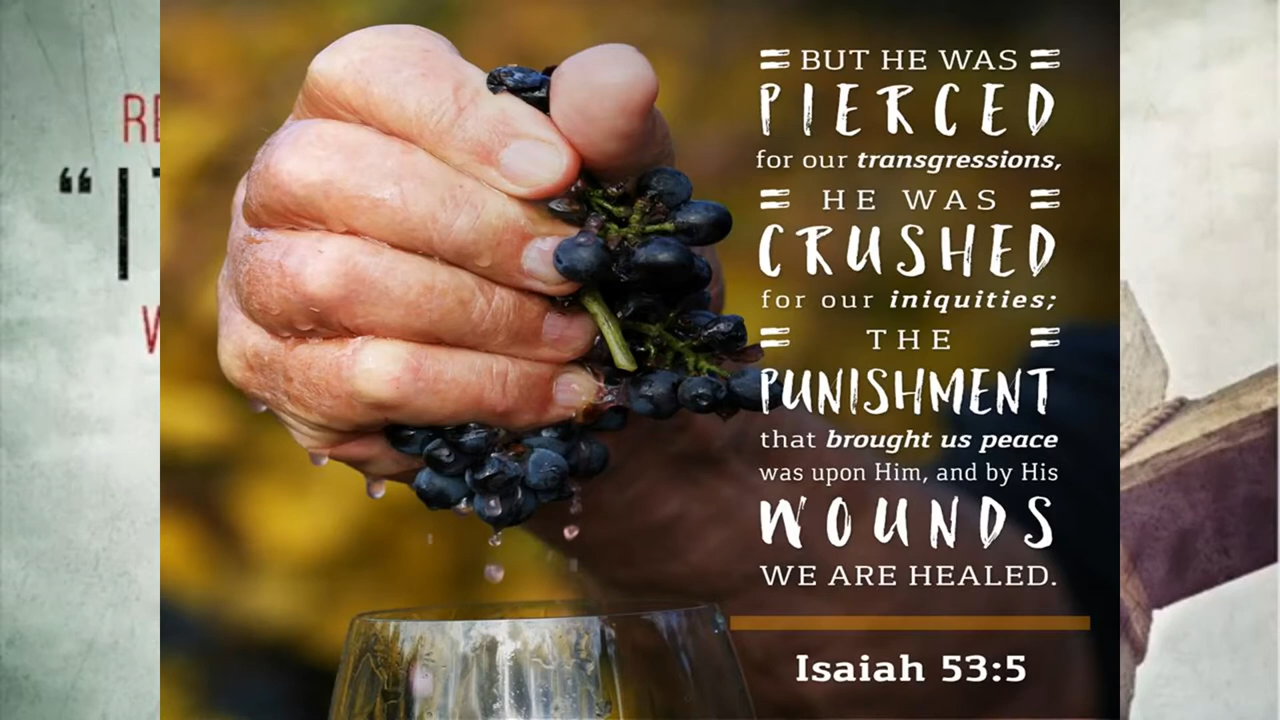 BUT HE WAS
PIERCED
for our transgressions,
HE WAS
CRUSHED
for our iniquities;
THE
PUNISHMENT
that brought us peace
was upon Him, and by His
WOUNDS
WE ARE HEALED.
Isaiah 53:5